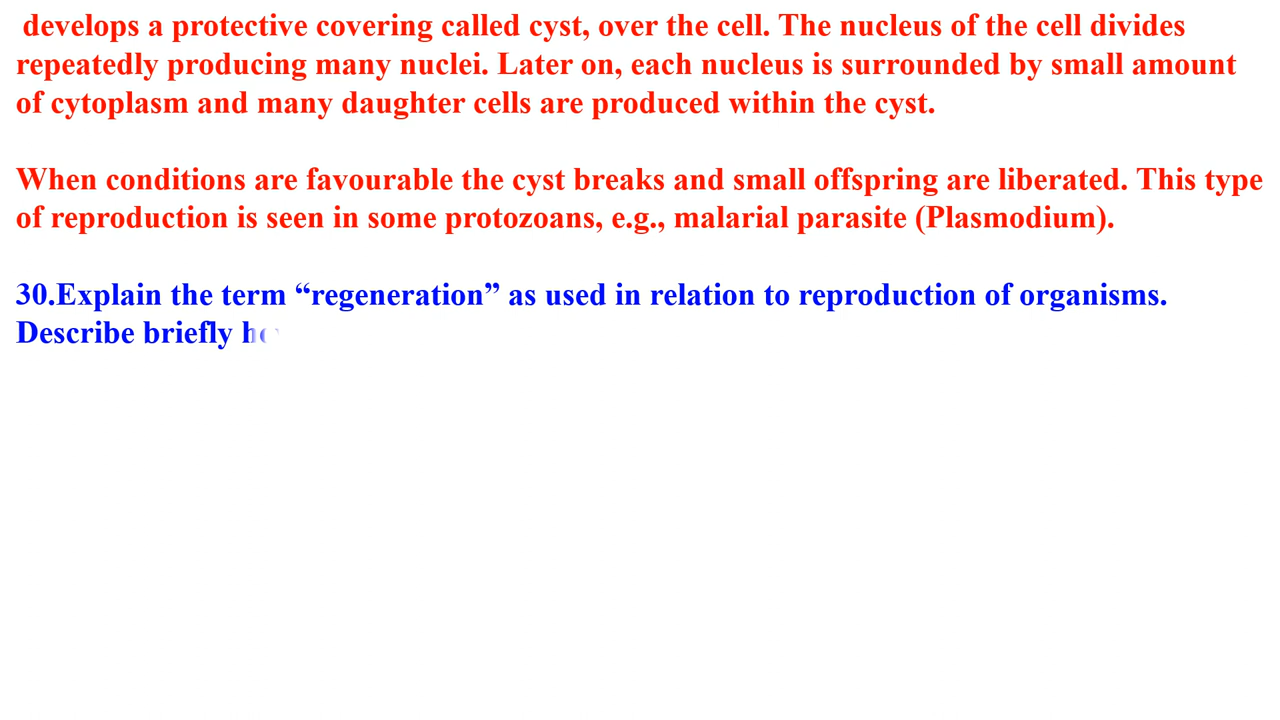 develops a protective covering called cyst, over the cell. The nucleus of the cell divides
repeatedly producing many nuclei. Later on, each nucleus is surrounded by small amount
of cytoplasm and many daughter cells are produced within the cyst.
When conditions are favourable the cyst breaks and small offspring are liberated. This type
of reproduction is seen in some protozoans, e.g., malarial parasite (Plasmodium).
30.Explain the term “regeneration” as used in relation to reproduction of organisms.
Describe briefly